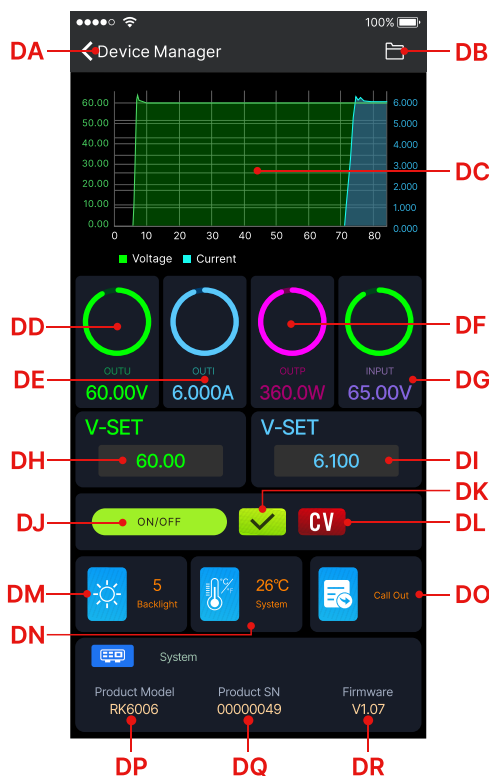 100%
DA
Device Manager
DB
60.00
50.00
40.00
30.00
20.00
10.00
0.00
6.000
5.000
4.000
3.000
2.000
1.000
0.000
DC
0 10 20 30 40 50 60 70 80
Voltage Current
DD
DF
OUTU OUTI OUTP INPUT
DE
DG
60.00V 6.000A 360.0W 65.00V
V-SET V-SET
DH
60.00 6.100
DI
DK
DJ
ON/OFF
CV
DL
DM
5
Backlight
°C/°F
26°C
System
Call Out
DO
DN
System
Product Model Product SN Firmware
RK6006 00000049 V1.07
DP DQ DR